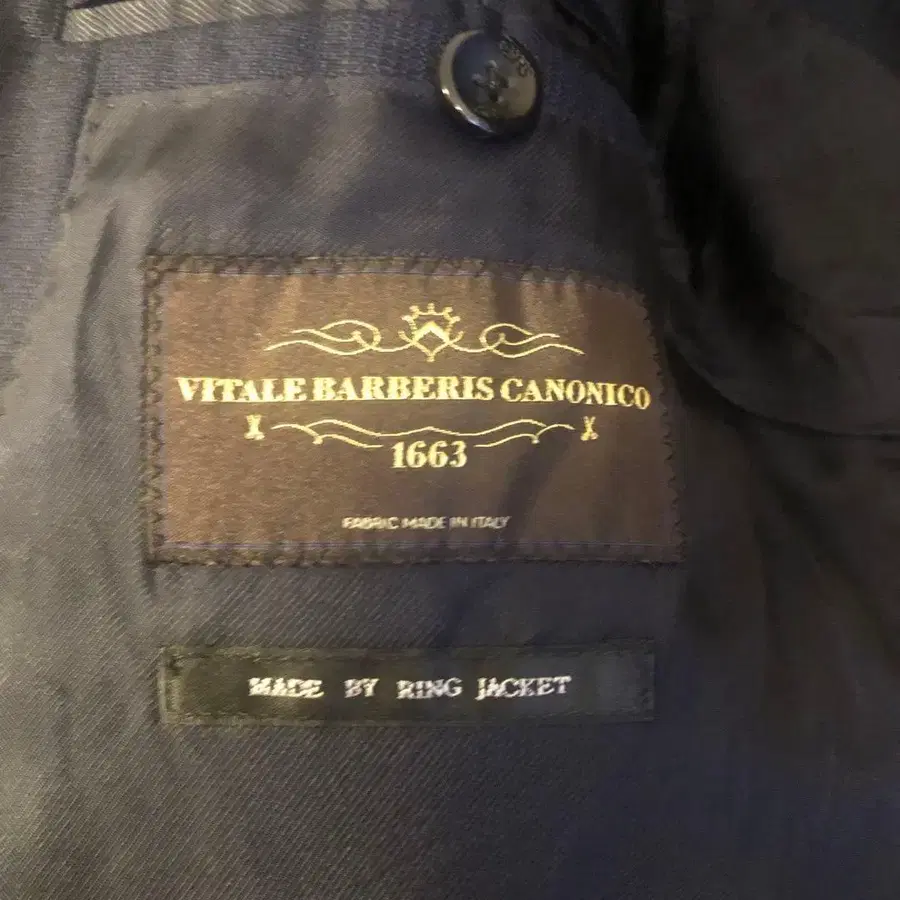 VITALE BARBERIS CANONICO
1663
FABRIC MADE IN ITALY
MADE BY RING JACKET